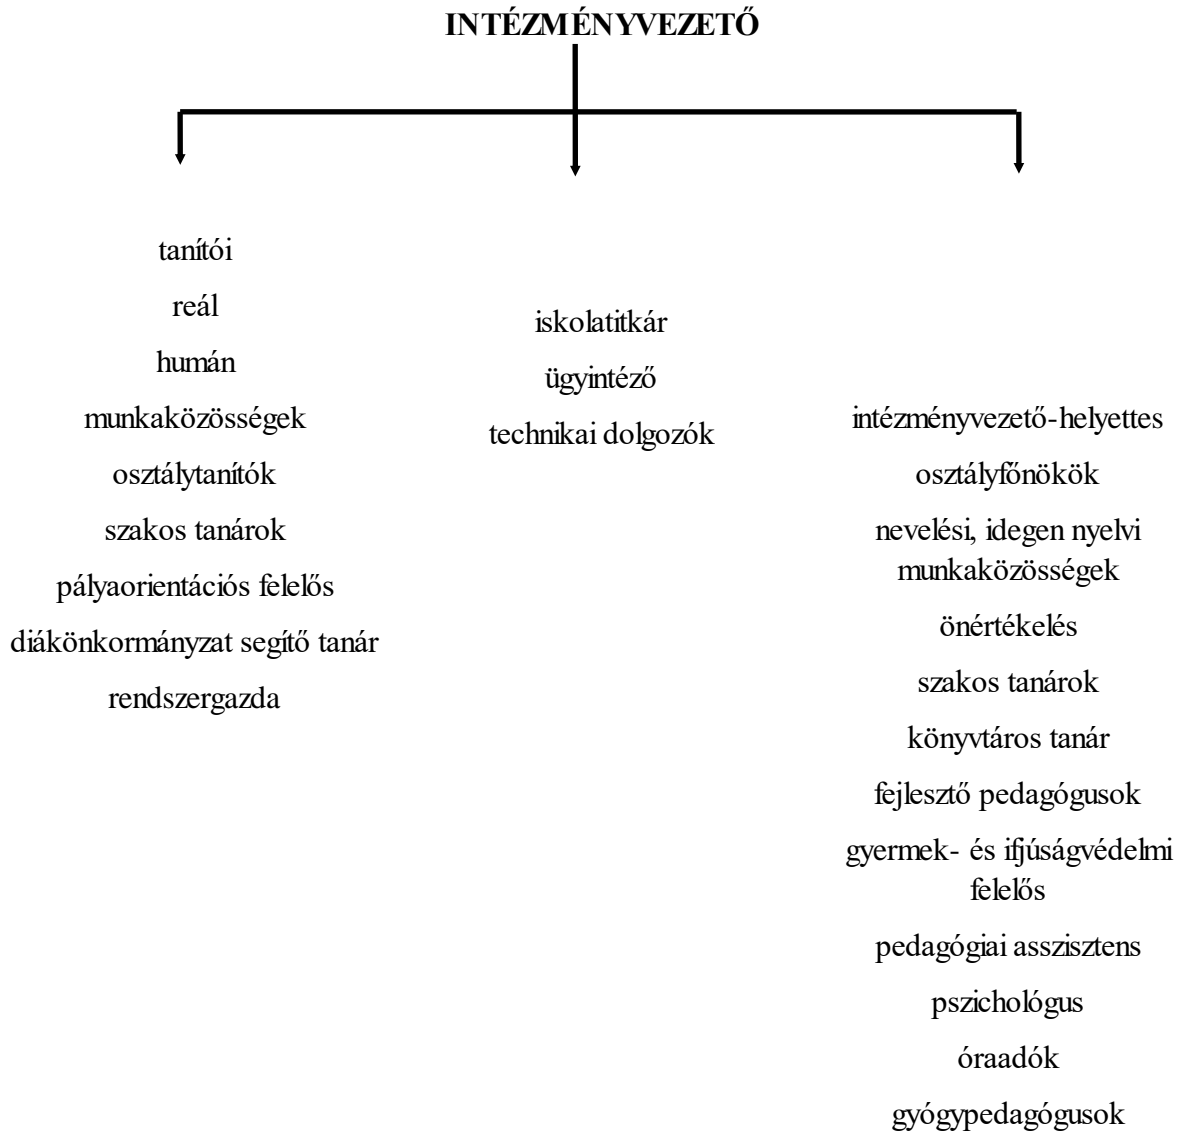 INTÉZMÉNYVEZETŐ
tanítói
reál
humán
munkaközösségek
osztálytanítók
szakos tanárok
pályaorientációs felelős
diákönkormányzat segítő tanár
rendszergazda
iskolatitkár
ügyintéző
technikai dolgozók
intézményvezető-helyettes
osztályfőnökök
nevelési, idegen nyelvi
munkaközösségek
önértékelés
szakos tanárok
könyvtáros tanár
fejlesztő pedagógusok
gyermek- és ifjúságvédelmi
felelős
pedagógiai asszisztens
pszichológus
óraadók
gyógypedagógusok